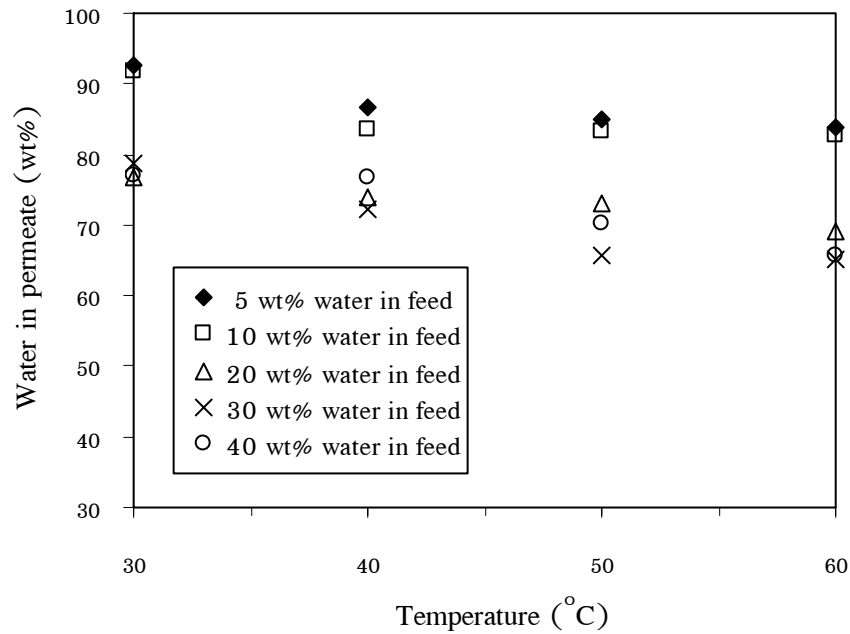 100
90
80
70
60
50
40
30
Water in permeate (wt%)
5 wt% water in feed
10 wt% water in feed
20 wt% water in feed
30 wt% water in feed
40 wt% water in feed
30 40 50 60
Temperature (°C)